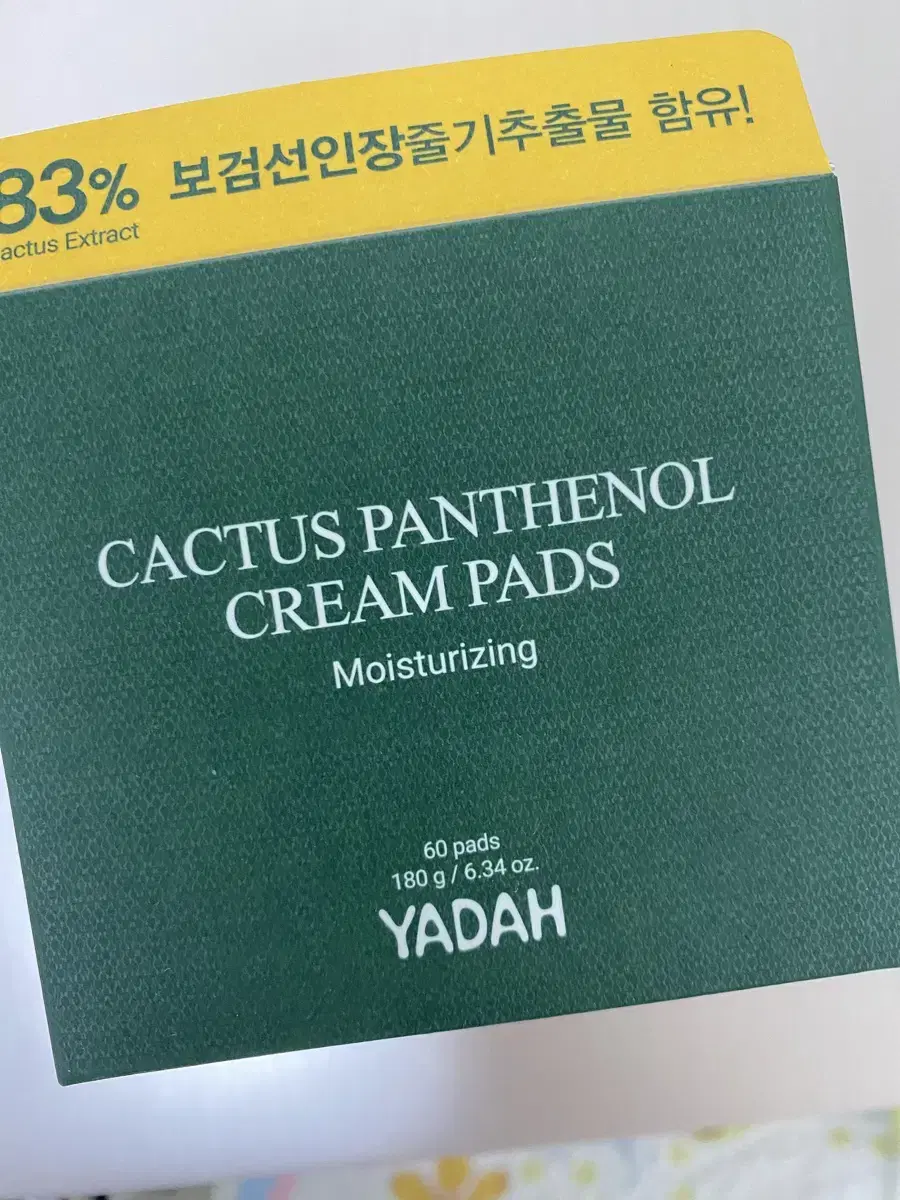 83% 보검선인장줄기추출물 함유!
actus Extract
CACTUS PANTHENOL
CREAM PADS
Moisturizing
60 pads
180 g / 6.34 oz.
YADAH